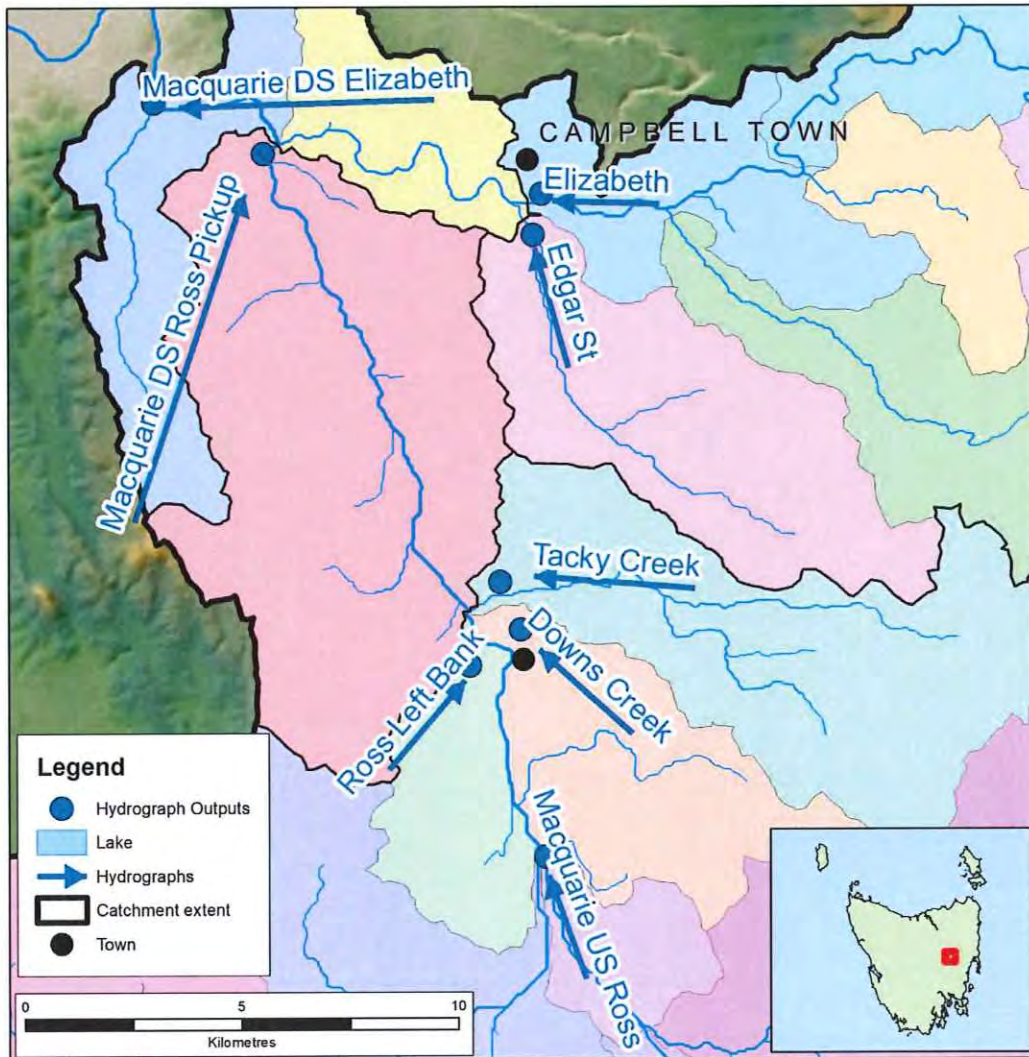 Macquarie DS Elizabeth
CAMPBELL TOWN
Elizabeth
Macquarie DS Ross Pickup
Edgar St
Tacky Creek
Downs Creek
Ross Left Bank
Macquarie US Ross
Legend
Hydrograph Outputs
Lake
Hydrographs
Catchment extent
Town
0 5 10
Kilometres